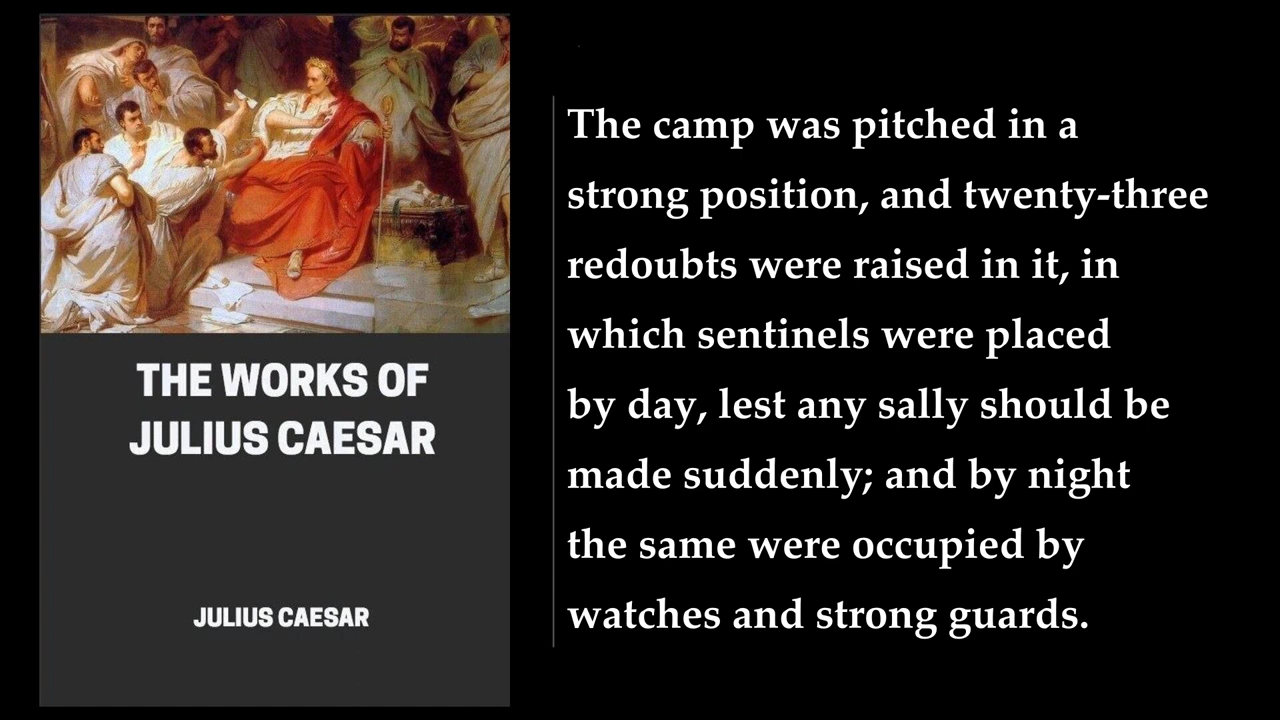 THE WORKS OF
JULIUS CAESAR
JULIUS CAESAR
The camp was pitched in a
strong position, and twenty-three
redoubts were raised in it, in
which sentinels were placed
by day, lest any sally should be
made suddenly; and by night
the same were occupied by
watches and strong guards.